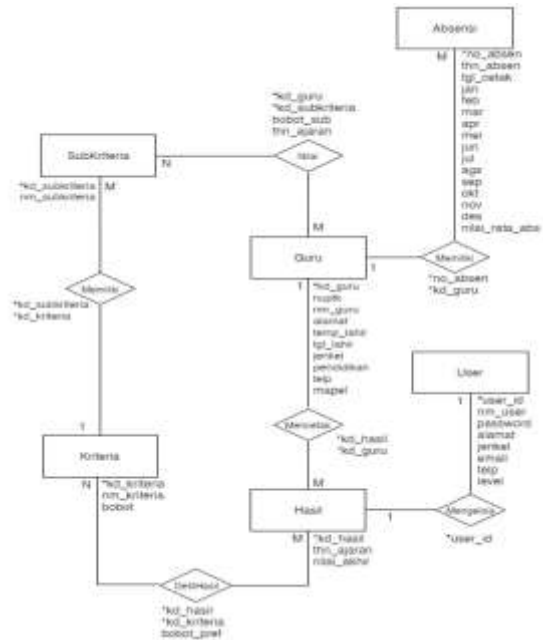 Absensi
M
*no_absen
thn_absen
tgl_cetak
jan
feb
mar
apr
mei
jun
jul
ags
sep
okt
nov
des
nilai_rata_abs
*kd_guru
*kd_subkriteria
bobot_sub
thn_ajaran
SubKriteria
N
Nilai
*kd_subkriteria
nm_subkriteria
M
M
Guru
1
1
Memiliki
*no_absen
*kd_guru
*kd_guru
nuptk
nm_guru
alamat
temp_lahir
tgl_lahir
jenkel
pendidikan
telp
mapel
Memiliki
*kd_subkriteria
*kd_kriteria
User
1
*user_id
nm_user
password
alamat
jenkel
email
telp
level
*kd_hasil
*kd_guru
1
Kriteria
N
*kd_kriteria
nm_kriteria
bobot
M
Hasil
1
Mengelola
*user_id
M
*kd_hasil
thn_ajaran
nilai_akhir
DetilHasil
*kd_hasil
*kd_kriteria
bobot_pref